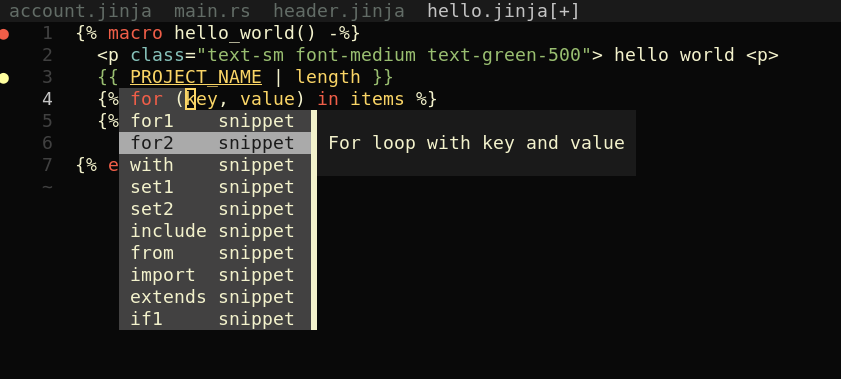 account.jinja main.rs header.jinja hello.jinja[+]
1 {% macro hello_world() -%}
2 <p class="text-sm font-medium text-green-500"> hello world <p>
3 {{ PROJECT_NAME | length }}
4 {% for (key, value) in items %}
5 {% for1 snippet
6 for2 snippet For loop with key and value
7 {% e with snippet
~ set1 snippet
set2 snippet
include snippet
from snippet
import snippet
extends snippet
if1 snippet